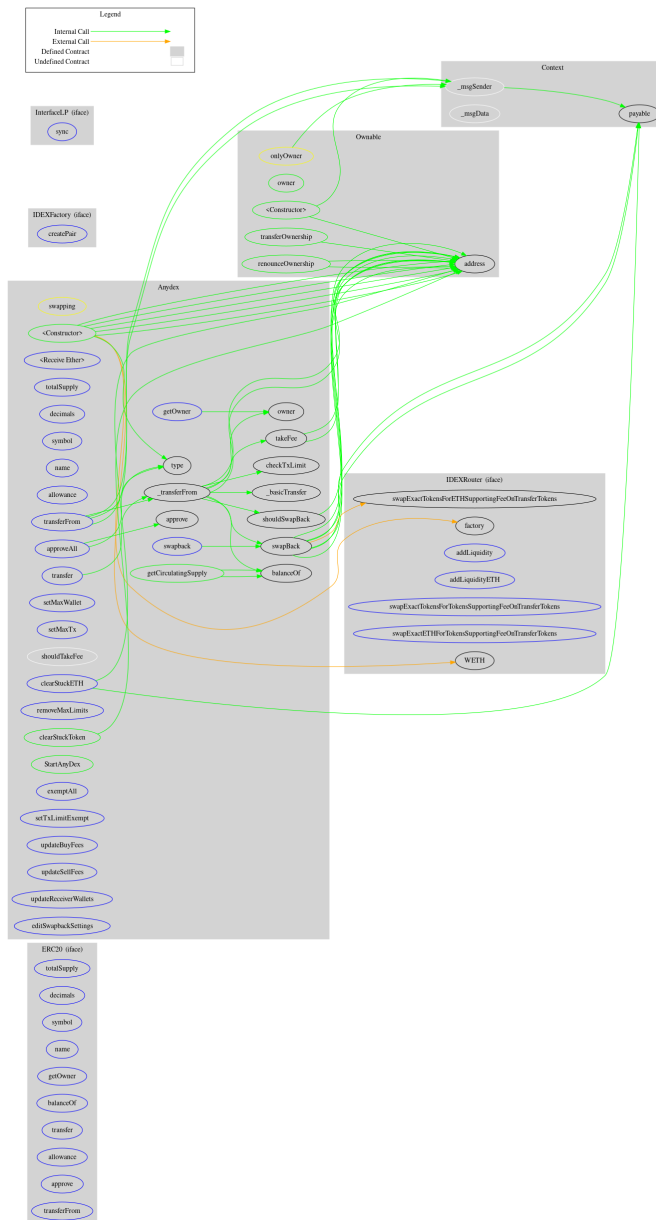 Legend
Internal Call
External Call
Defined Contract
Undefined Contract
Context
_msgSender
_msgData
payable
InterfaceLP (iface)
sync
Ownable
onlyOwner
owner
<Constructor>
transferOwnership
renounceOwnership
address
IDEXFactory (iface)
createPair
Anydex
swapping
<Constructor>
<Receive Ether>
totalSupply
decimals
symbol
name
allowance
transferFrom
approveAll
transfer
setMaxWallet
setMaxTx
shouldTakeFee
clearStuckETH
removeMaxLimits
clearStuckToken
StartAnyDex
exemptAll
setTxLimitExempt
updateBuyFees
updateSellFees
updateReceiverWallets
editSwapbackSettings
getOwner
type
_transferFrom
approve
swapback
getCirculatingSupply
owner
takeFee
checkTxLimit
_basicTransfer
shouldSwapBack
swapBack
balanceOf
IDEXRouter (iface)
swapExactTokensForETHSupportingFeeOnTransferTokens
factory
addLiquidity
addLiquidityETH
swapExactTokensForTokensSupportingFeeOnTransferTokens
swapExactETHForTokensSupportingFeeOnTransferTokens
WETH
ERC20 (iface)
totalSupply
decimals
symbol
name
getOwner
balanceOf
transfer
allowance
approve
transferFrom